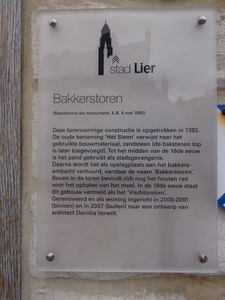 stad Lier
Bakkerstoren
(Beschermd als monument, K.B. 8 mei 1992)
Deze torenvormige constructie is opgetrokken in 1393.
De oude benaming 'Het Steen' verwijst naar het
gebruikte bouwmateriaal, zandsteen (de bakstenen top
is later toegevoegd). Tot het midden van de 16de eeuw
is het pand gebruikt als stadsgevangenis.
Daarna wordt het als opslagplaats aan het bakkers-
ambacht verhuurd, vandaar de naam 'Bakkerstoren'.
Boven in de toren bevindt zich nog het houten rad
voor het ophalen van het meel. In de 18de eeuw staat
dit gebouw vermeld als het 'Vischtoreken'.
Gerenoveerd en als woning ingericht in 2000-2001
(binnen) en in 2007 (buiten) naar een ontwerp van
architect Daniëla Verwilt.